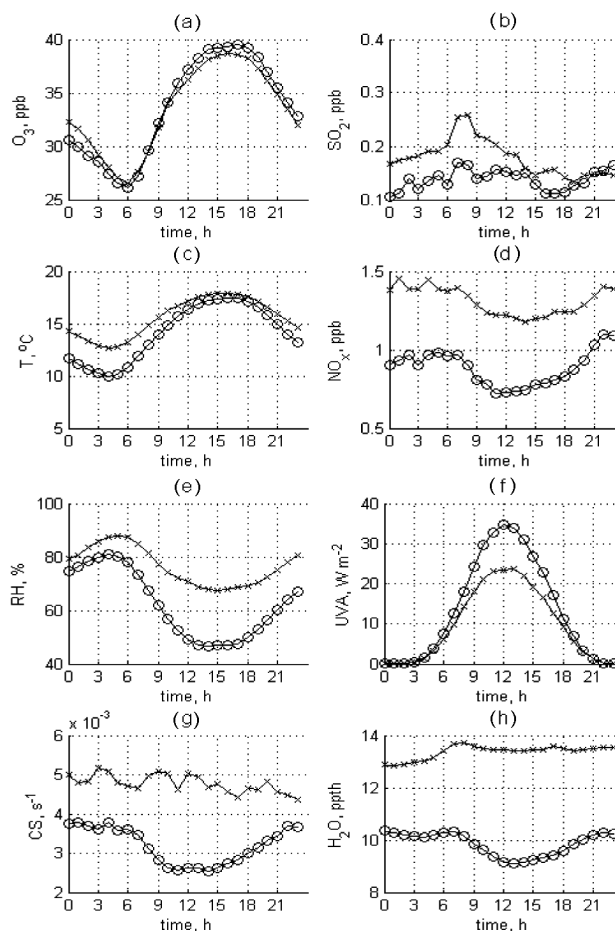 (a)
40
35
30
25
O₃, ppb
0 3 6 9 12 15 18 21
time, h
(b)
0.4
0.3
0.2
0.1
SO₂, ppb
0 3 6 9 12 15 18 21
time, h
(c)
20
15
10
5
T, ºC
0 3 6 9 12 15 18 21
time, h
(d)
1.5
1
0.5
NOₓ, ppb
0 3 6 9 12 15 18 21
time, h
(e)
100
80
60
40
RH, %
0 3 6 9 12 15 18 21
time, h
(f)
40
30
20
10
0
UVA, W m⁻²
0 3 6 9 12 15 18 21
time, h
(g)
x 10⁻³
6
5
4
3
2
CS, s⁻¹
0 3 6 9 12 15 18 21
time, h
(h)
14
12
10
8
H₂O, ppth
0 3 6 9 12 15 18 21
time, h